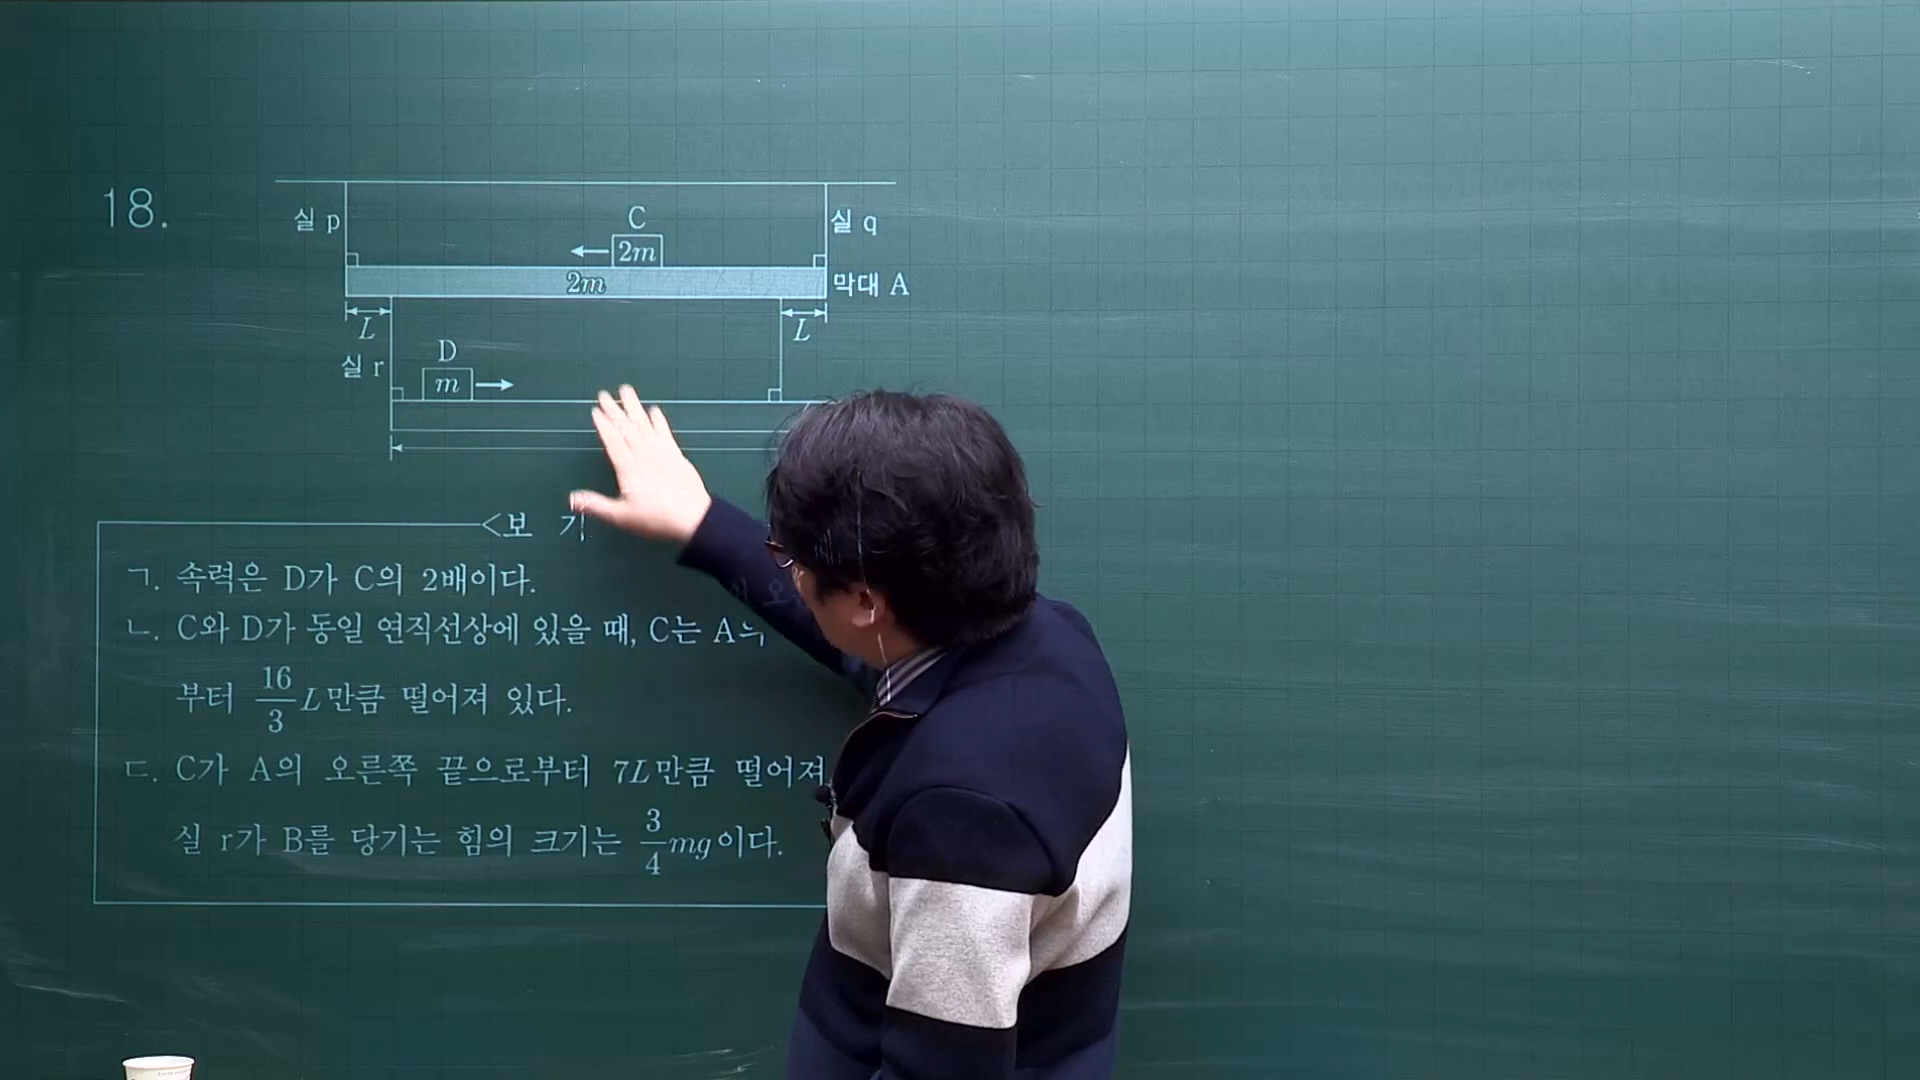 18.
실 p
C
실 q
2m
2m
막대 A
L
L
실 r
D
m
<보 기
ㄱ. 속력은 D가 C의 2배이다.
ㄴ. C와 D가 동일 연직선상에 있을 때, C는 A의
부터 16/3 L만큼 떨어져 있다.
ㄷ. C가 A의 오른쪽 끝으로부터 7L만큼 떨어져
실 r가 B를 당기는 힘의 크기는 3/4 mg이다.